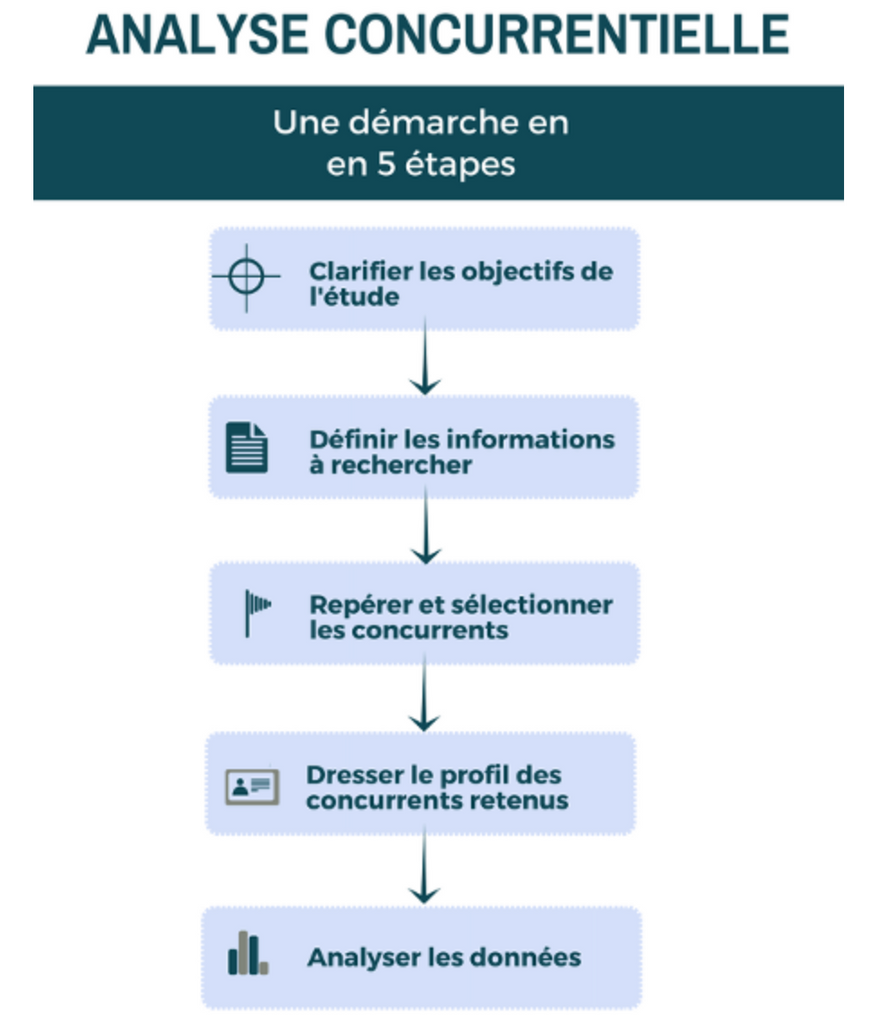 ANALYSE CONCURRENTIELLE
Une démarche en
en 5 étapes
Clarifier les objectifs de
l'étude
Définir les informations
à rechercher
Repérer et sélectionner
les concurrents
Dresser le profil des
concurrents retenus
Analyser les données